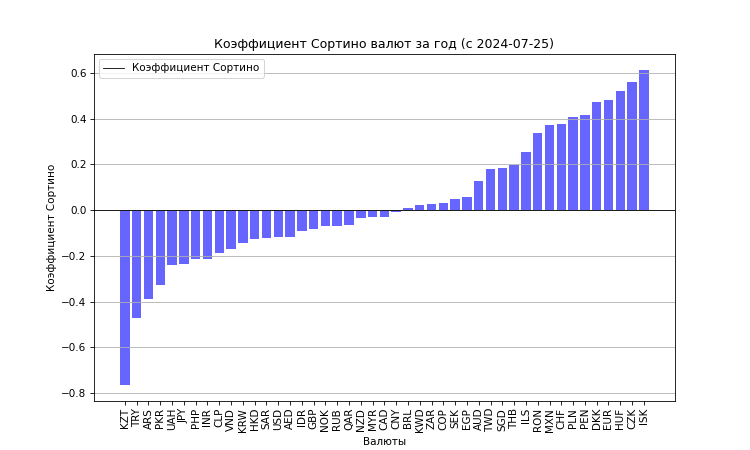 Коэффициент Сортино валют за год (с 2024-07-25)
Коэффициент Сортино
Коэффициент Сортино
0.6
0.4
0.2
0.0
−0.2
−0.4
−0.6
−0.8
KZT TRY ARS PKR UAH JPY PHP INR CLP VND KRW HKD SAR USD AED IDR GBP NOK RUB QAR NZD MYR CAD CNY BRL KWD ZAR COP SEK EGP AUD TWD SGD THB ILS RON MXN CHF PLN PEN DKK EUR HUF CZK ISK
Валюты